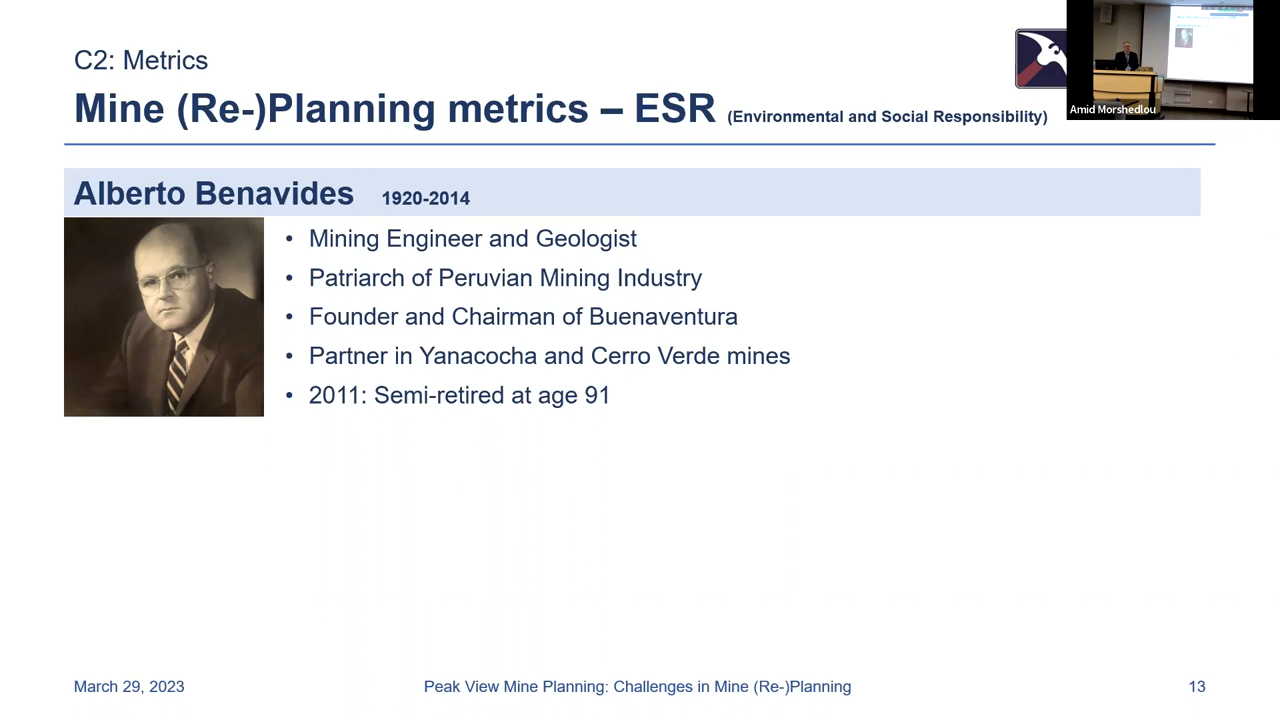 C2: Metrics
Mine (Re-)Planning metrics – ESR (Environmental and Social Responsibility)
Amid Morshedlou
Alberto Benavides 1920-2014
• Mining Engineer and Geologist
• Patriarch of Peruvian Mining Industry
• Founder and Chairman of Buenaventura
• Partner in Yanacocha and Cerro Verde mines
• 2011: Semi-retired at age 91
March 29, 2023 Peak View Mine Planning: Challenges in Mine (Re-)Planning 13